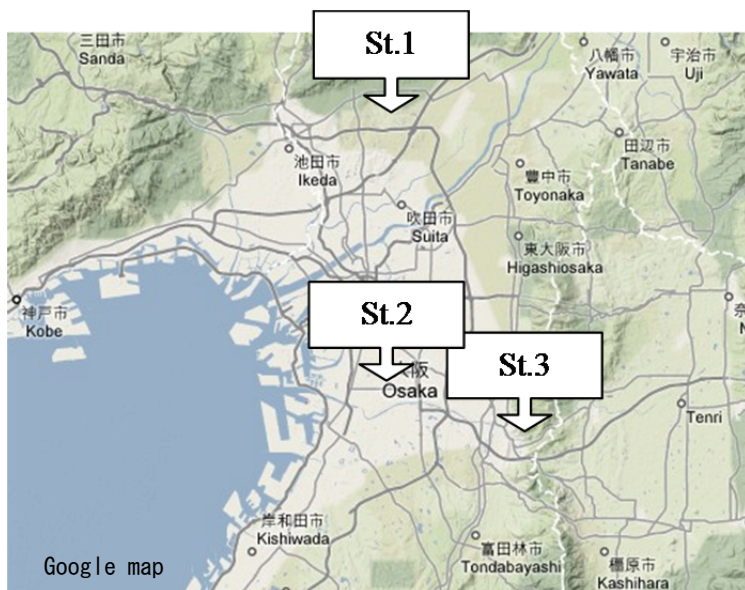 St.1
三田市
Sanda
八幡市
Yawata
宇治市
Uji
池田市
Ikeda
田辺市
Tanabe
豊中市
Toyonaka
吹田市
Suita
東大阪市
Higashiosaka
神戸市
Kobe
奈
N
St.2
St.3
大阪
Osaka
Tenri
岸和田市
Kishiwada
富田林市
Tondabayashi
橿原市
Kashihara
Google map